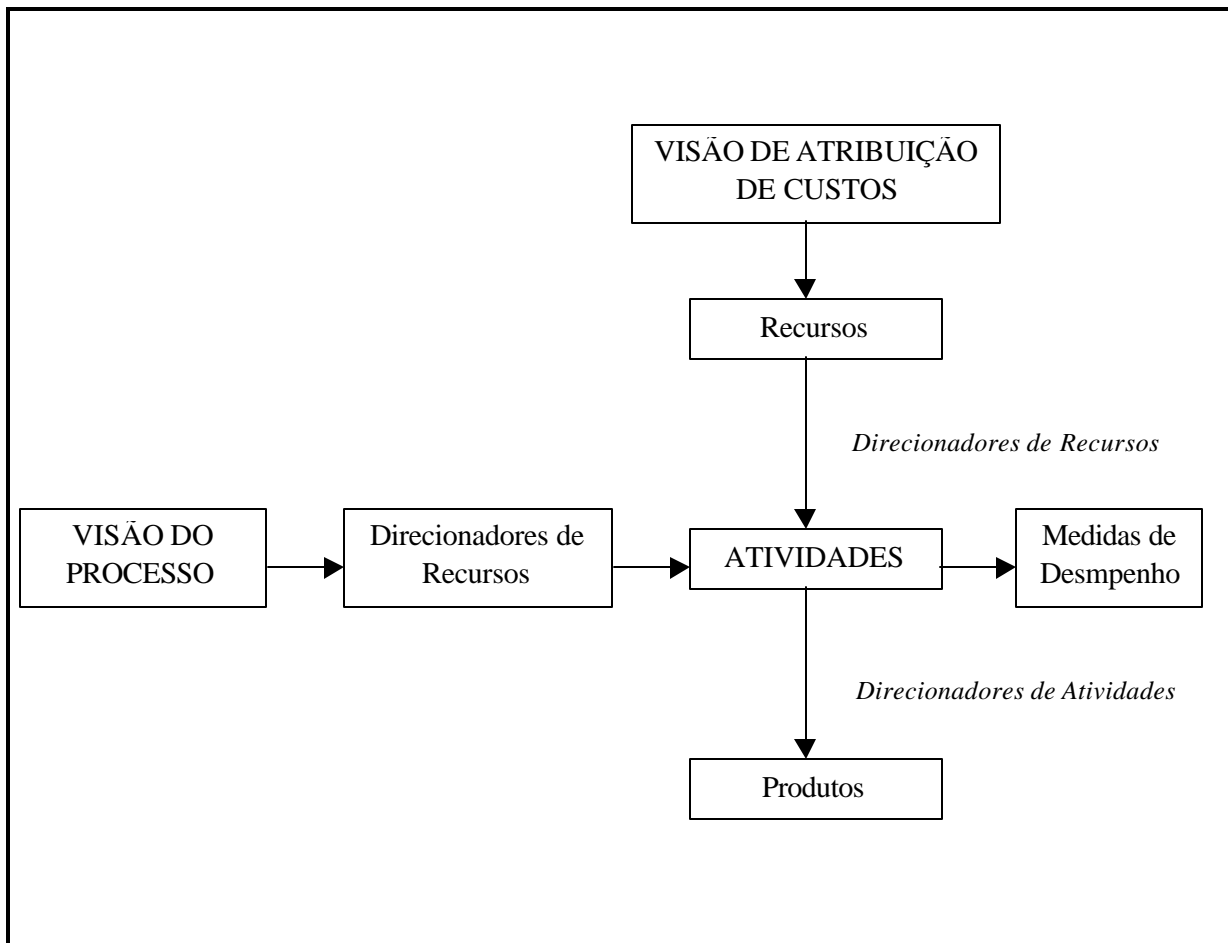 VISÃO DE ATRIBUIÇÃO
DE CUSTOS
Recursos
Direcionadores de Recursos
VISÃO DO
PROCESSO
Direcionadores de
Recursos
ATIVIDADES
Medidas de
Desmpenho
Direcionadores de Atividades
Produtos